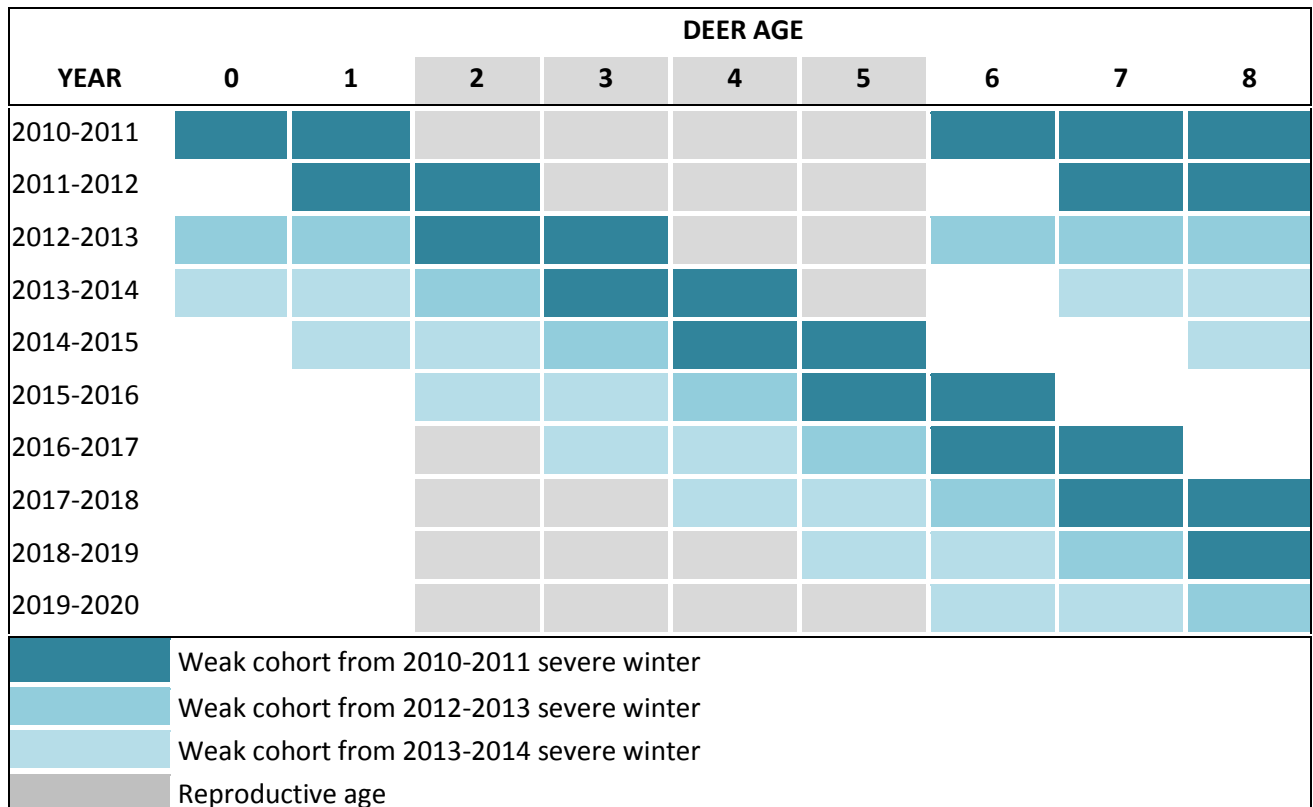 DEER AGE
YEAR 0 1 2 3 4 5 6 7 8
2010-2011
2011-2012
2012-2013
2013-2014
2014-2015
2015-2016
2016-2017
2017-2018
2018-2019
2019-2020
Weak cohort from 2010-2011 severe winter
Weak cohort from 2012-2013 severe winter
Weak cohort from 2013-2014 severe winter
Reproductive age